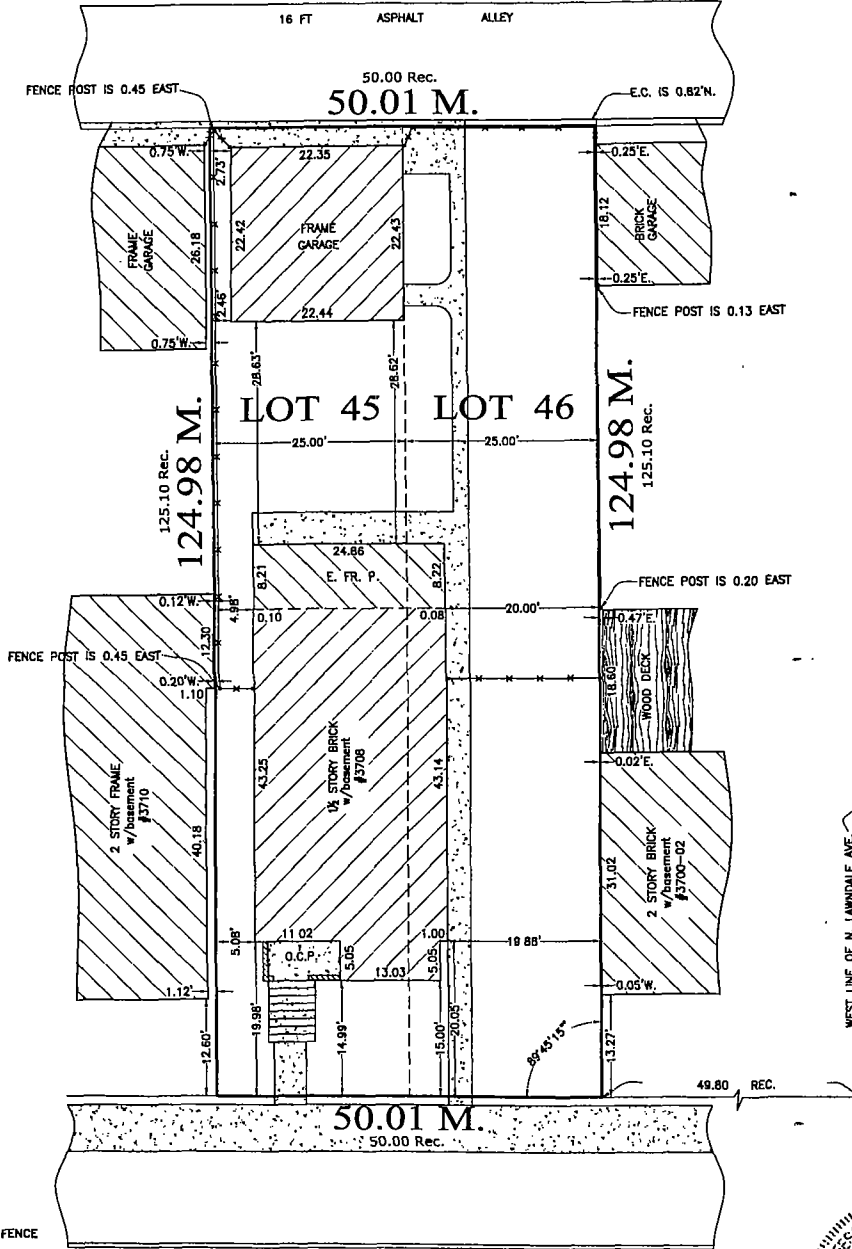 16 FT ASPHALT ALLEY
50.00 Rec.
50.01 M.
FENCE POST IS 0.45 EAST
E.C. IS 0.82'N.
0.75'W.
2.73'
22.35
0.25'E.
FRAME
GARAGE
26.18
22.42
FRAME
GARAGE
22.43
18.12
BRICK
GARAGE
0.25'E.
2.46'
22.44
FENCE POST IS 0.13 EAST
0.75'W.
28.63'
28.62'
LOT 45
LOT 46
25.00'
25.00'
124.98 M.
125.10 Rec.
124.98 M.
125.10 Rec.
24.86
8.21
E. FR. P.
8.22
FENCE POST IS 0.20 EAST
0.12'W.
4.98'
0.10
0.08
20.00'
0.47'E.
12.30
FENCE POST IS 0.45 EAST
0.20'W.
1.10
18.60
WOOD DECK
0.02'E.
2 STORY FRAME
w/basement
#3710
40.18
43.25
1½ STORY BRICK
w/basement
#3708
43.14
31.02
2 STORY BRICK
w/basement
#3700-02
WEST LINE OF N. LAWNDALE AVE.
5.08'
11.02
1.00
19.88'
O.C.P.
5.05
13.03
5.05
1.12'
0.05'W.
12.60'
19.98'
14.99'
15.00'
20.05'
89°45'15"
13.27'
49.80 REC.
50.01 M.
50.00 Rec.
FENCE